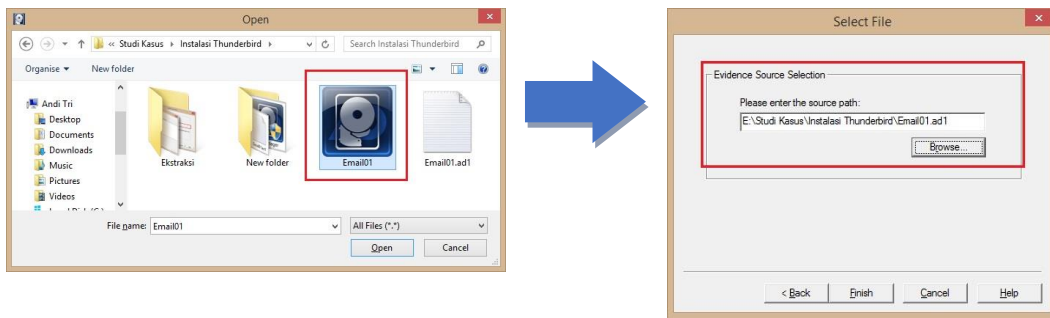 Open
« Studi Kasus › Instalasi Thunderbird ›
Search Instalasi Thunderbird
Organise
New folder
Andi Tri
Desktop
Documents
Downloads
Music
Pictures
Videos
Ekstraksi
New folder
Email01
Email01.ad1
File name: Email01
All Files (*.*)
Open
Cancel
Select File
Evidence Source Selection
Please enter the source path:
E:\Studi Kasus\Instalasi Thunderbird\Email01.ad1
Browse...
< Back
Finish
Cancel
Help